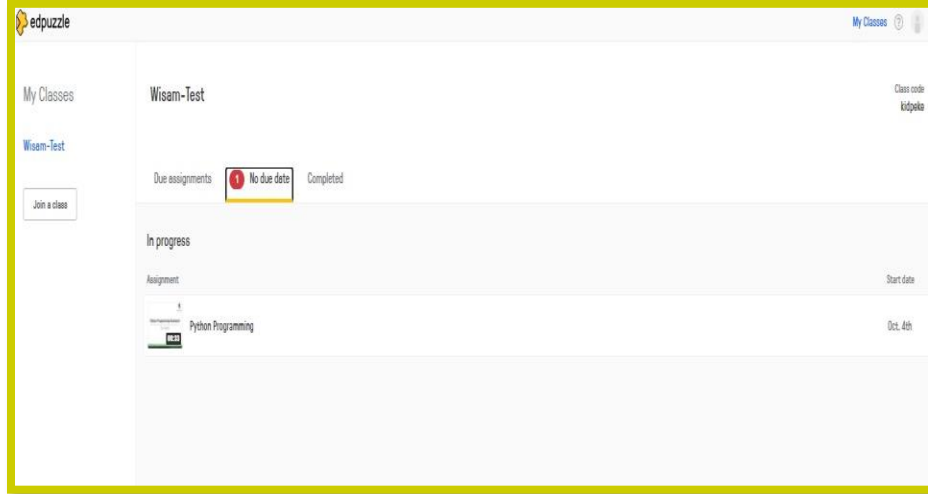 edpuzzle
My Classes
My Classes
Wisam-Test
Class code
kidpeke
Wisam-Test
Due assignments 1 No due date Completed
Join a class
In progress
Assignment Start date
Python Programming Oct. 4th